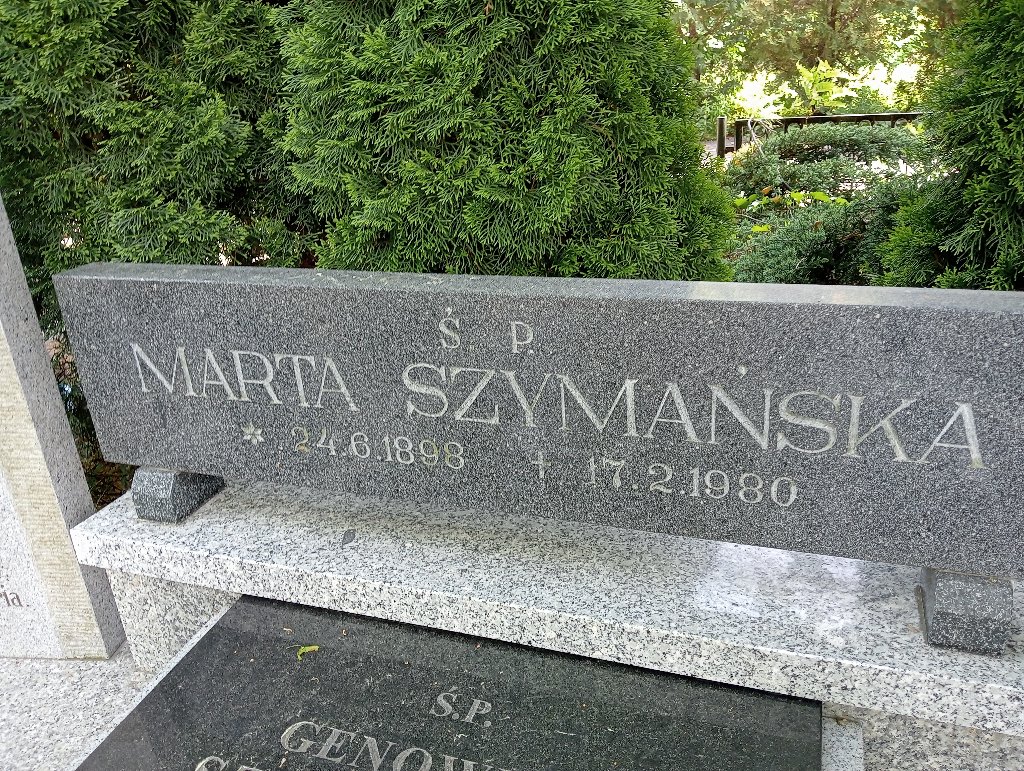 Ś. P.
MARTA SZYMAŃSKA
* 24.6.1898 † 17.2.1980
Ś.P.